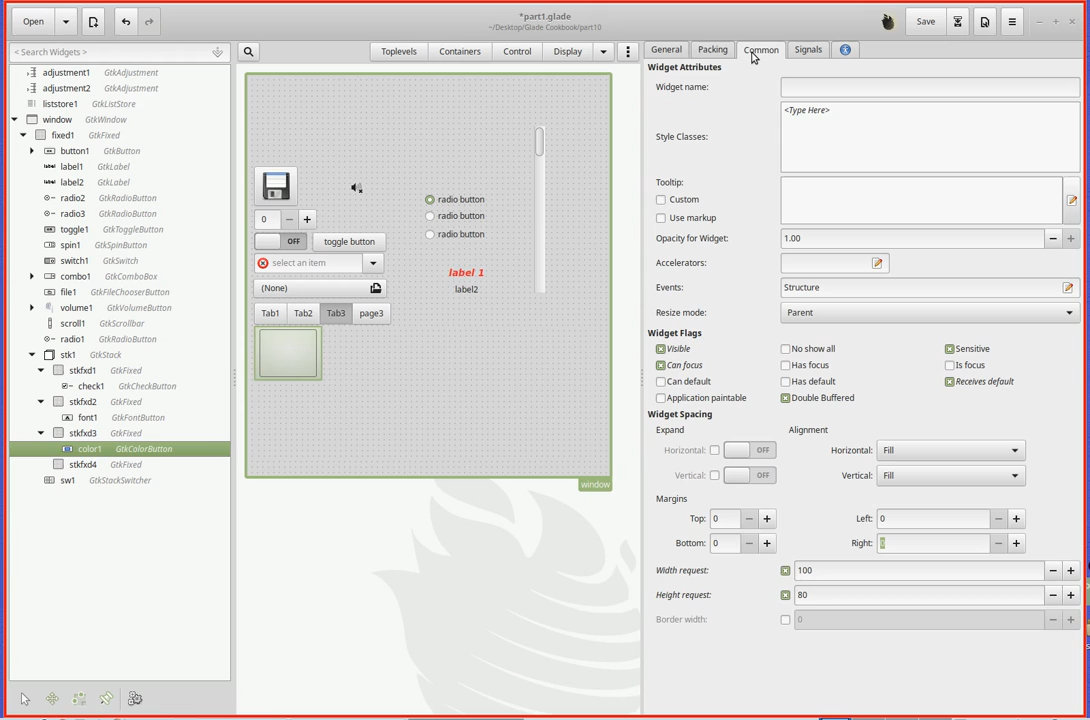 Open
*part1.glade
~/Desktop/Glade Cookbook/part10
Save
< Search Widgets >
Toplevels
Containers
Control
Display
General
Packing
Common
Signals
adjustment1 GtkAdjustment
adjustment2 GtkAdjustment
liststore1 GtkListStore
window GtkWindow
fixed1 GtkFixed
button1 GtkButton
label1 GtkLabel
label2 GtkLabel
radio2 GtkRadioButton
radio3 GtkRadioButton
toggle1 GtkToggleButton
spin1 GtkSpinButton
switch1 GtkSwitch
combo1 GtkComboBox
file1 GtkFileChooserButton
volume1 GtkVolumeButton
scroll1 GtkScrollbar
radio1 GtkRadioButton
stk1 GtkStack
stkfxd1 GtkFixed
check1 GtkCheckButton
stkfxd2 GtkFixed
font1 GtkFontButton
stkfxd3 GtkFixed
color1 GtkColorButton
stkfxd4 GtkFixed
sw1 GtkStackSwitcher
radio button
0
radio button
radio button
OFF
toggle button
select an item
label 1
(None)
label2
Tab1
Tab2
Tab3
page3
window
Widget Attributes
Widget name:
Style Classes:
<Type Here>
Tooltip:
Custom
Use markup
Opacity for Widget: 1.00
Accelerators:
Events: Structure
Resize mode: Parent
Widget Flags
Visible
No show all
Sensitive
Can focus
Has focus
Is focus
Can default
Has default
Receives default
Application paintable
Double Buffered
Widget Spacing
Expand
Alignment
Horizontal: OFF
Horizontal: Fill
Vertical: OFF
Vertical: Fill
Margins
Top: 0
Left: 0
Bottom: 0
Right: 0
Width request: 100
Height request: 80
Border width: 0